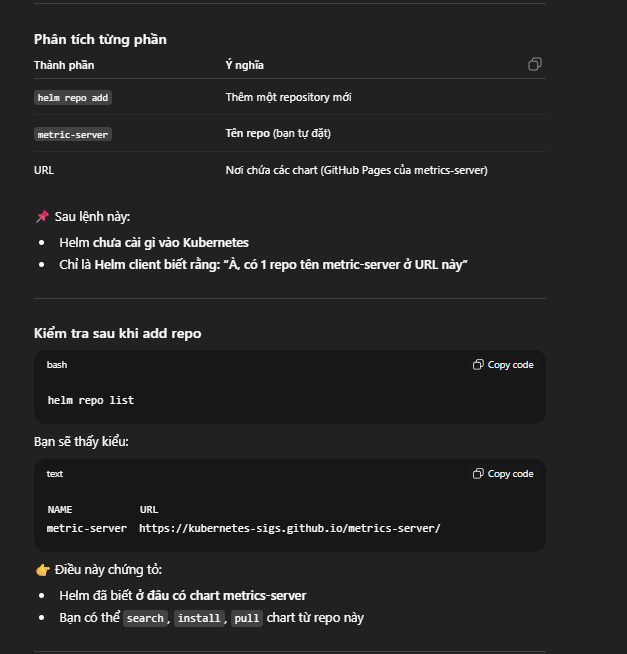 Phân tích từng phần
Thành phần Ý nghĩa
helm repo add Thêm một repository mới
metric-server Tên repo (bạn tự đặt)
URL Nơi chứa các chart (GitHub Pages của metrics-server)
📌 Sau lệnh này:
• Helm chưa cài gì vào Kubernetes
• Chỉ là Helm client biết rằng: “À, có 1 repo tên metric-server ở URL này”
Kiểm tra sau khi add repo
bash Copy code
helm repo list
Bạn sẽ thấy kiểu:
text Copy code
NAME URL
metric-server https://kubernetes-sigs.github.io/metrics-server/
👉 Điều này chứng tỏ:
• Helm đã biết ở đâu có chart metrics-server
• Bạn có thể search, install, pull chart từ repo này